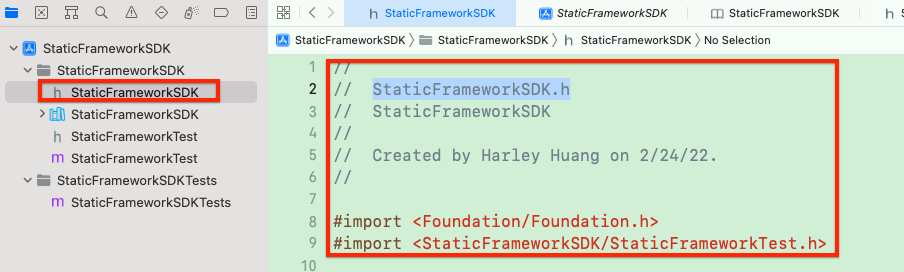 StaticFrameworkSDK
StaticFrameworkSDK
h StaticFrameworkSDK
StaticFrameworkSDK
h StaticFrameworkTest
m StaticFrameworkTest
StaticFrameworkSDKTests
m StaticFrameworkSDKTests
h StaticFrameworkSDK
h StaticFrameworkSDK
StaticFrameworkSDK
h StaticFrameworkSDK
StaticFrameworkSDK 〉 StaticFrameworkSDK 〉 h StaticFrameworkSDK 〉 No Selection
1 //
2 // StaticFrameworkSDK.h
3 // StaticFrameworkSDK
4 //
5 // Created by Harley Huang on 2/24/22.
6 //
7
8 #import <Foundation/Foundation.h>
9 #import <StaticFrameworkSDK/StaticFrameworkTest.h>
10